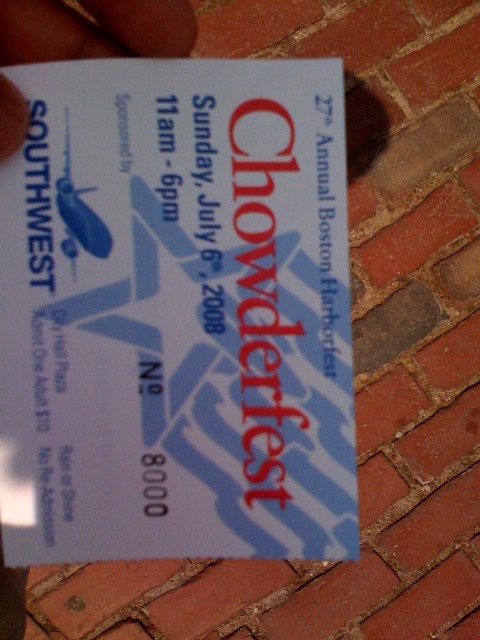 27th Annual Boston Harborfest
Chowderfest
Sunday, July 6th, 2008
11am - 6pm
Nº 8000
Sponsored by
SOUTHWEST
City Hall Plaza Rain or Shine
Admit One Adult $10 No Re-Admission